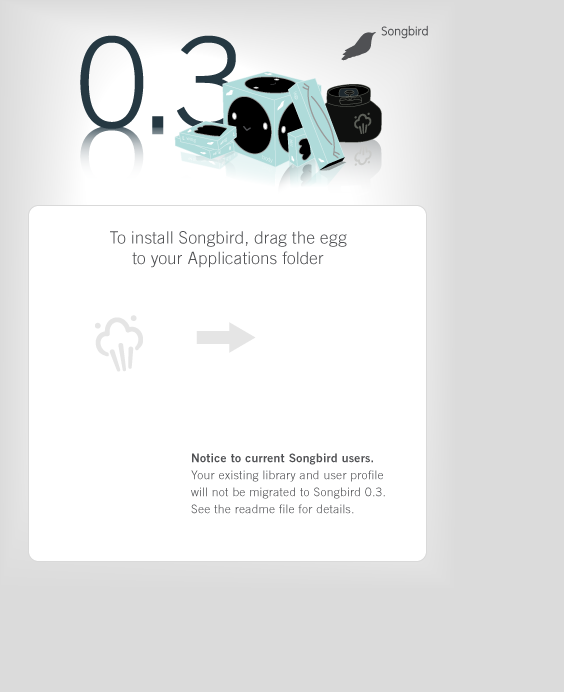 0.3
Songbird
To install Songbird, drag the egg
to your Applications folder
Notice to current Songbird users.
Your existing library and user profile
will not be migrated to Songbird 0.3.
See the readme file for details.